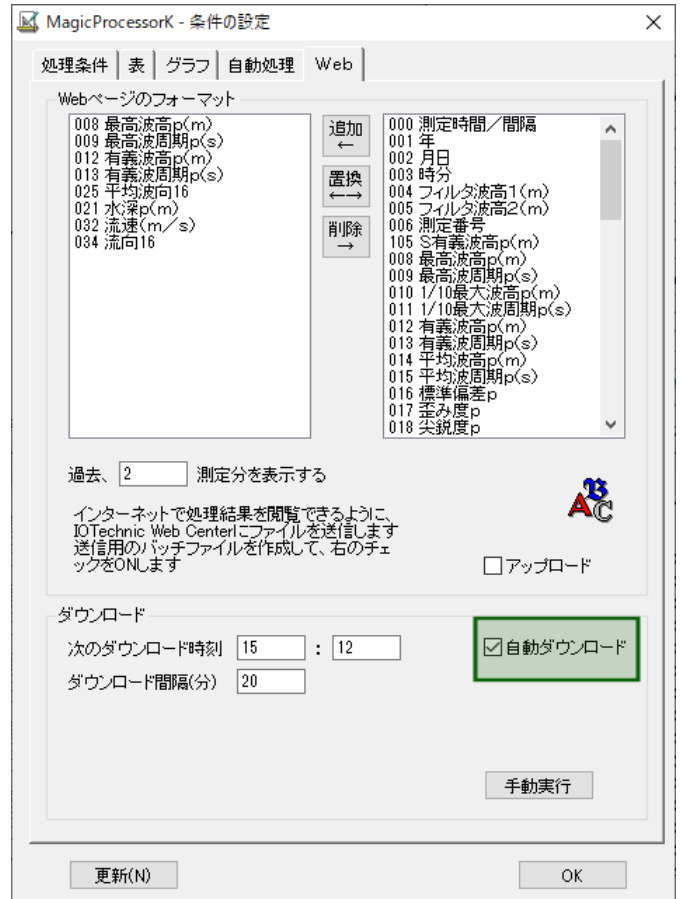 MagicProcessorK - 条件の設定
処理条件 表 グラフ 自動処理 Web
Webページのフォーマット
008 最高波高p(m)
009 最高波周期p(s)
012 有義波高p(m)
013 有義波周期p(s)
025 平均波向16
021 水深p(m)
032 流速(m／s)
034 流向16
追加
←
置換
←→
削除
→
000 測定時間／間隔
001 年
002 月日
003 時分
004 フィルタ波高1(m)
005 フィルタ波高2(m)
006 測定番号
105 S有義波高p(m)
008 最高波高p(m)
009 最高波周期p(s)
010 1/10最大波高p(m)
011 1/10最大波周期p(s)
012 有義波高p(m)
013 有義波周期p(s)
014 平均波高p(m)
015 平均波周期p(s)
016 標準偏差p
017 歪み度p
018 尖鋭度p
過去、 2 測定分を表示する
インターネットで処理結果を閲覧できるように、
IOTechnic Web Centerにファイルを送信します
送信用のバッチファイルを作成して、右のチェ
ックをONします
ABC
アップロード
ダウンロード
次のダウンロード時刻 15 : 12
自動ダウンロード
ダウンロード間隔(分) 20
手動実行
更新(N)
OK